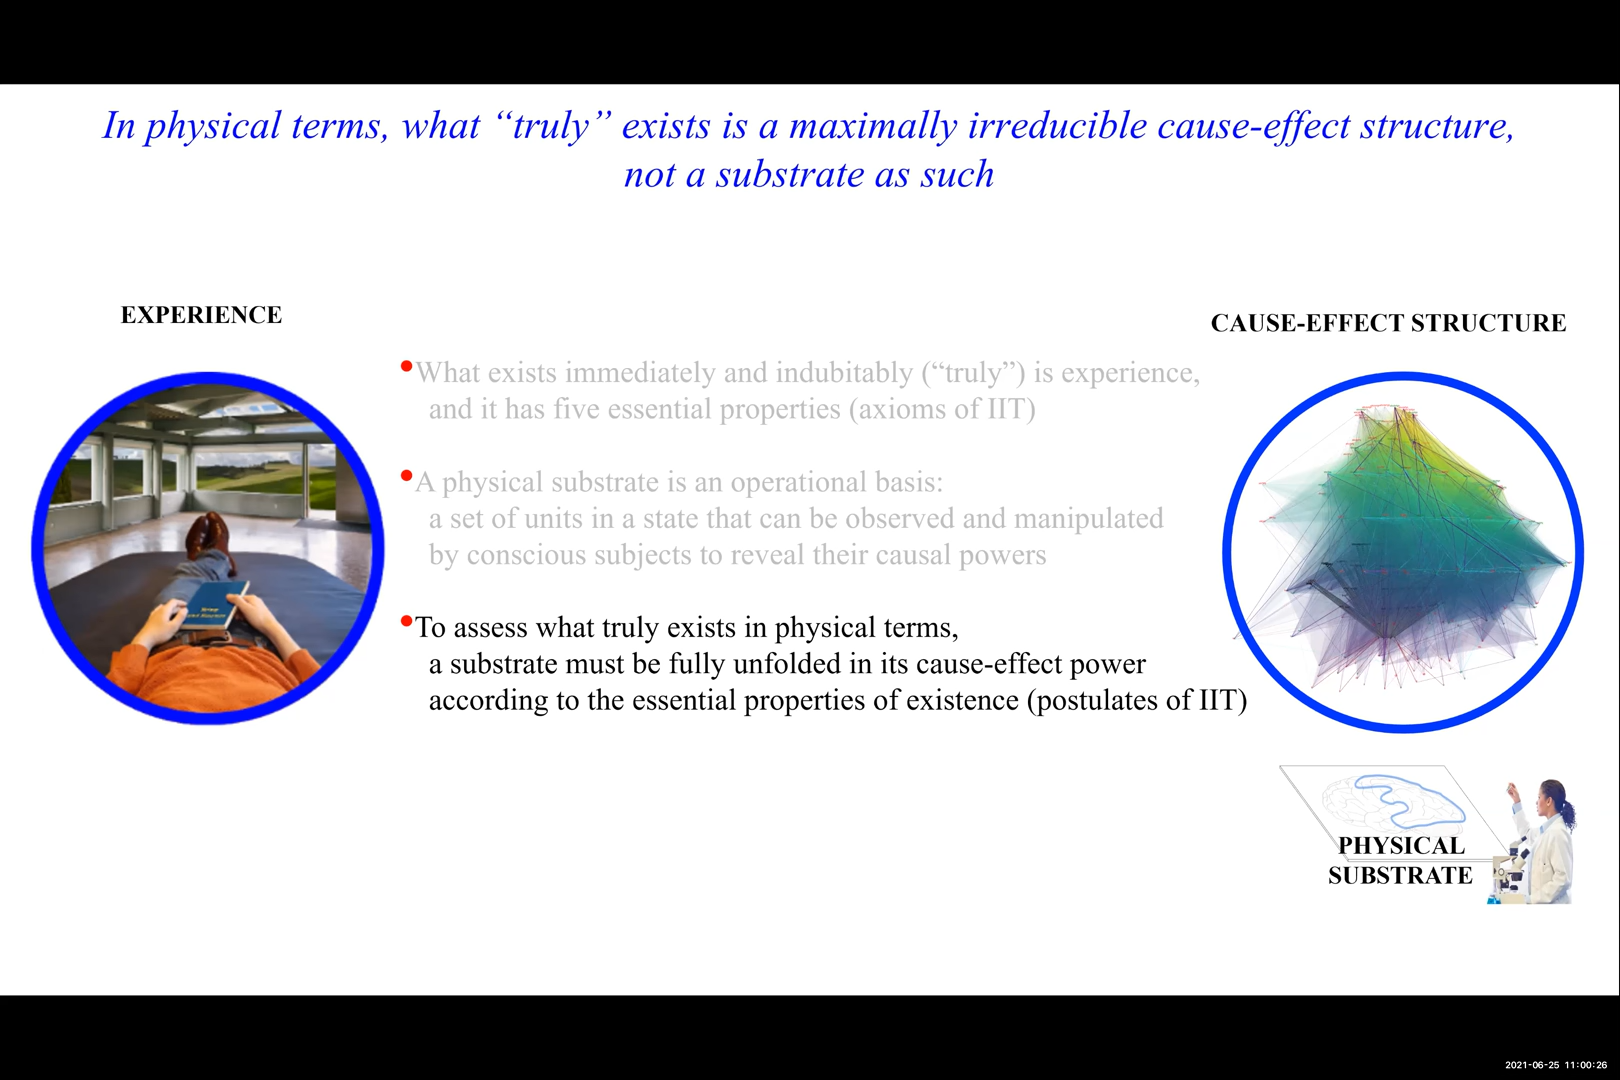 In physical terms, what “truly” exists is a maximally irreducible cause-effect structure,
not a substrate as such
EXPERIENCE
CAUSE-EFFECT STRUCTURE
•What exists immediately and indubitably (“truly”) is experience,
and it has five essential properties (axioms of IIT)
•A physical substrate is an operational basis:
a set of units in a state that can be observed and manipulated
by conscious subjects to reveal their causal powers
•To assess what truly exists in physical terms,
a substrate must be fully unfolded in its cause-effect power
according to the essential properties of existence (postulates of IIT)
PHYSICAL
SUBSTRATE
2021-06-25 11:00:26